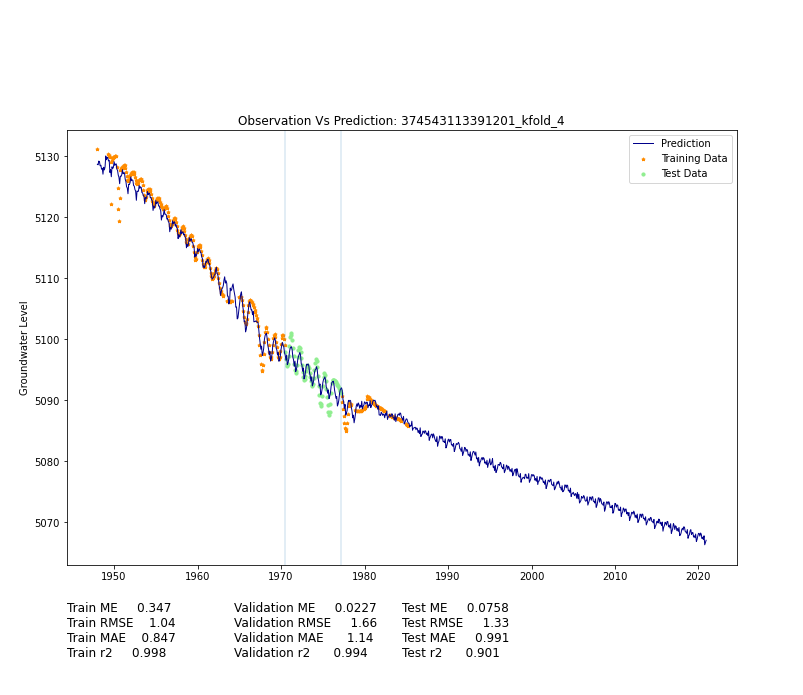 Observation Vs Prediction: 374543113391201_kfold_4
Prediction
Training Data
Test Data
Groundwater Level
5130
5120
5110
5100
5090
5080
5070
1950 1960 1970 1980 1990 2000 2010 2020
Train ME 0.347 Validation ME 0.0227 Test ME 0.0758
Train RMSE 1.04 Validation RMSE 1.66 Test RMSE 1.33
Train MAE 0.847 Validation MAE 1.14 Test MAE 0.991
Train r2 0.998 Validation r2 0.994 Test r2 0.901